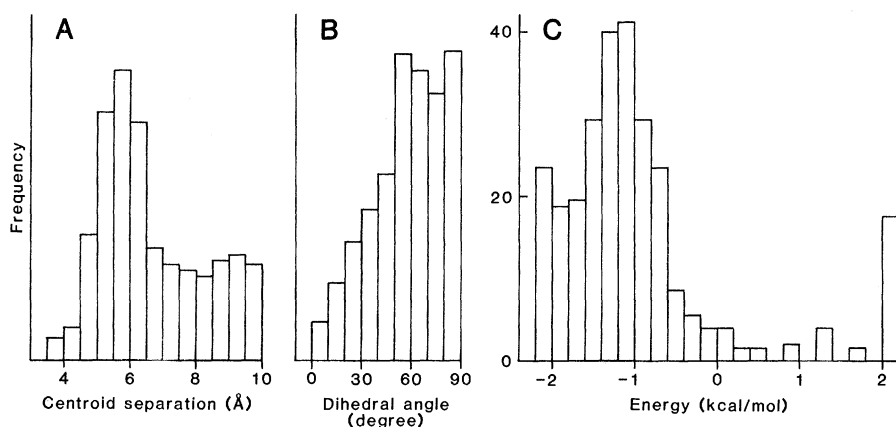 A
B
C
Frequency
4 6 8 10
Centroid separation (Å)
0 30 60 90
Dihedral angle
(degree)
40
20
0
−2 −1 0 1 2
Energy (kcal/mol)